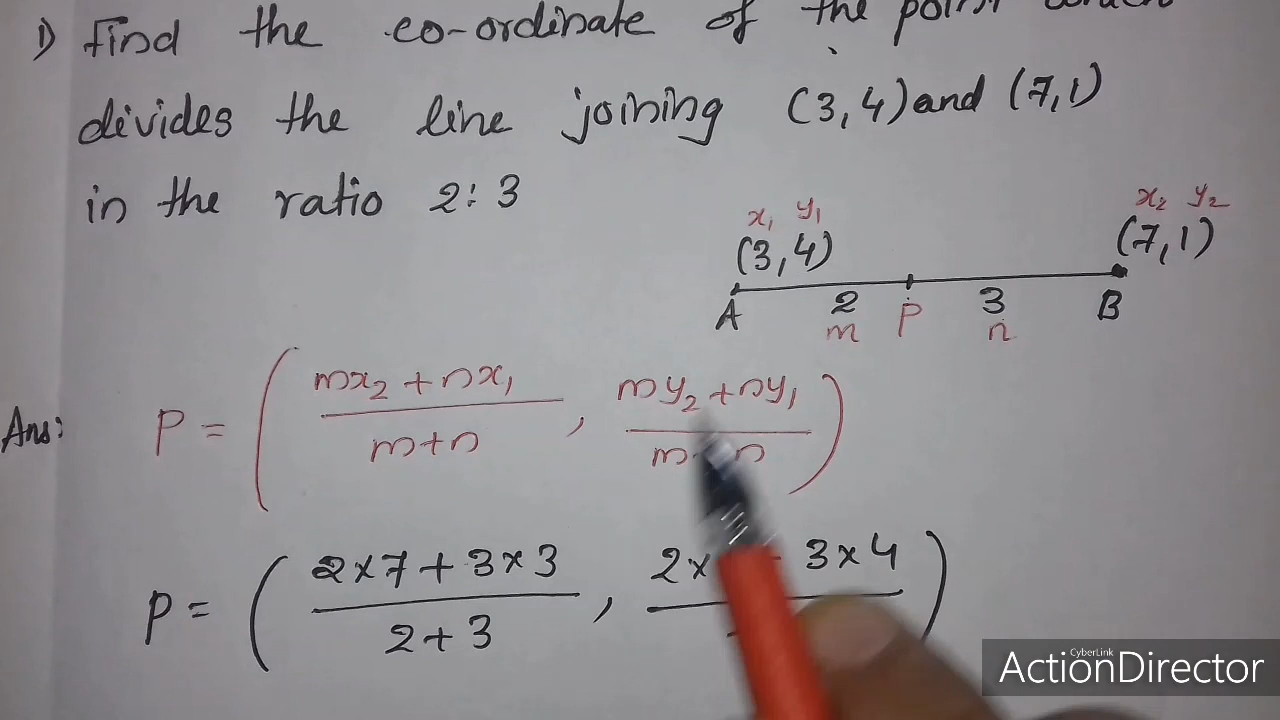 1) Find the co-ordinate of the point
divides the line joining (3,4) and (7,1)
in the ratio 2:3
x₁ y₁ x₂ y₂
(3,4) (7,1)
A 2 P 3 B
m n
Ans: P = ( mx₂ + nx₁ / m+n , my₂ + ny₁ / m n )
P = ( 2×7 + 3×3 / 2+3 , 2× 3×4 / )
CyberLink
ActionDirector